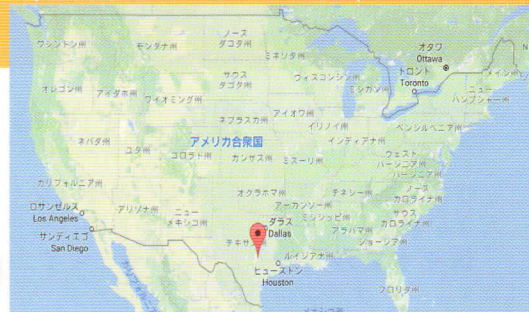 ワシントン州
モンタナ州
ノース
ダコタ州
ミネソタ州
オタワ
Ottawa
トロント
Toronto
メイン州
オレゴン州
アイダホ州
ワイオミング州
サウス
ダコタ州
ウィスコンシン州
ミシガン州
ニュー
ハンプシャー州
ネブラスカ州
アイオワ州
イリノイ州
インディアナ州
ペンシルベニア州
ネバダ州
ユタ州
コロラド州
アメリカ合衆国
カンザス州
ミズーリ州
ウェスト
バージニア州
バージニア州
カリフォルニア州
オクラホマ州
アーカンソー州
テネシー州
ノース
カロライナ州
ロサンゼルス
Los Angeles
アリゾナ州
ニュー
メキシコ州
ダラス
Dallas
ミシシッピ州
アラバマ州
サウス
カロライナ州
ジョージア州
サンディエゴ
San Diego
テキサ
ルイジアナ州
ヒューストン
Houston
フロリダ州
カリフォルニ
メキシコ湾